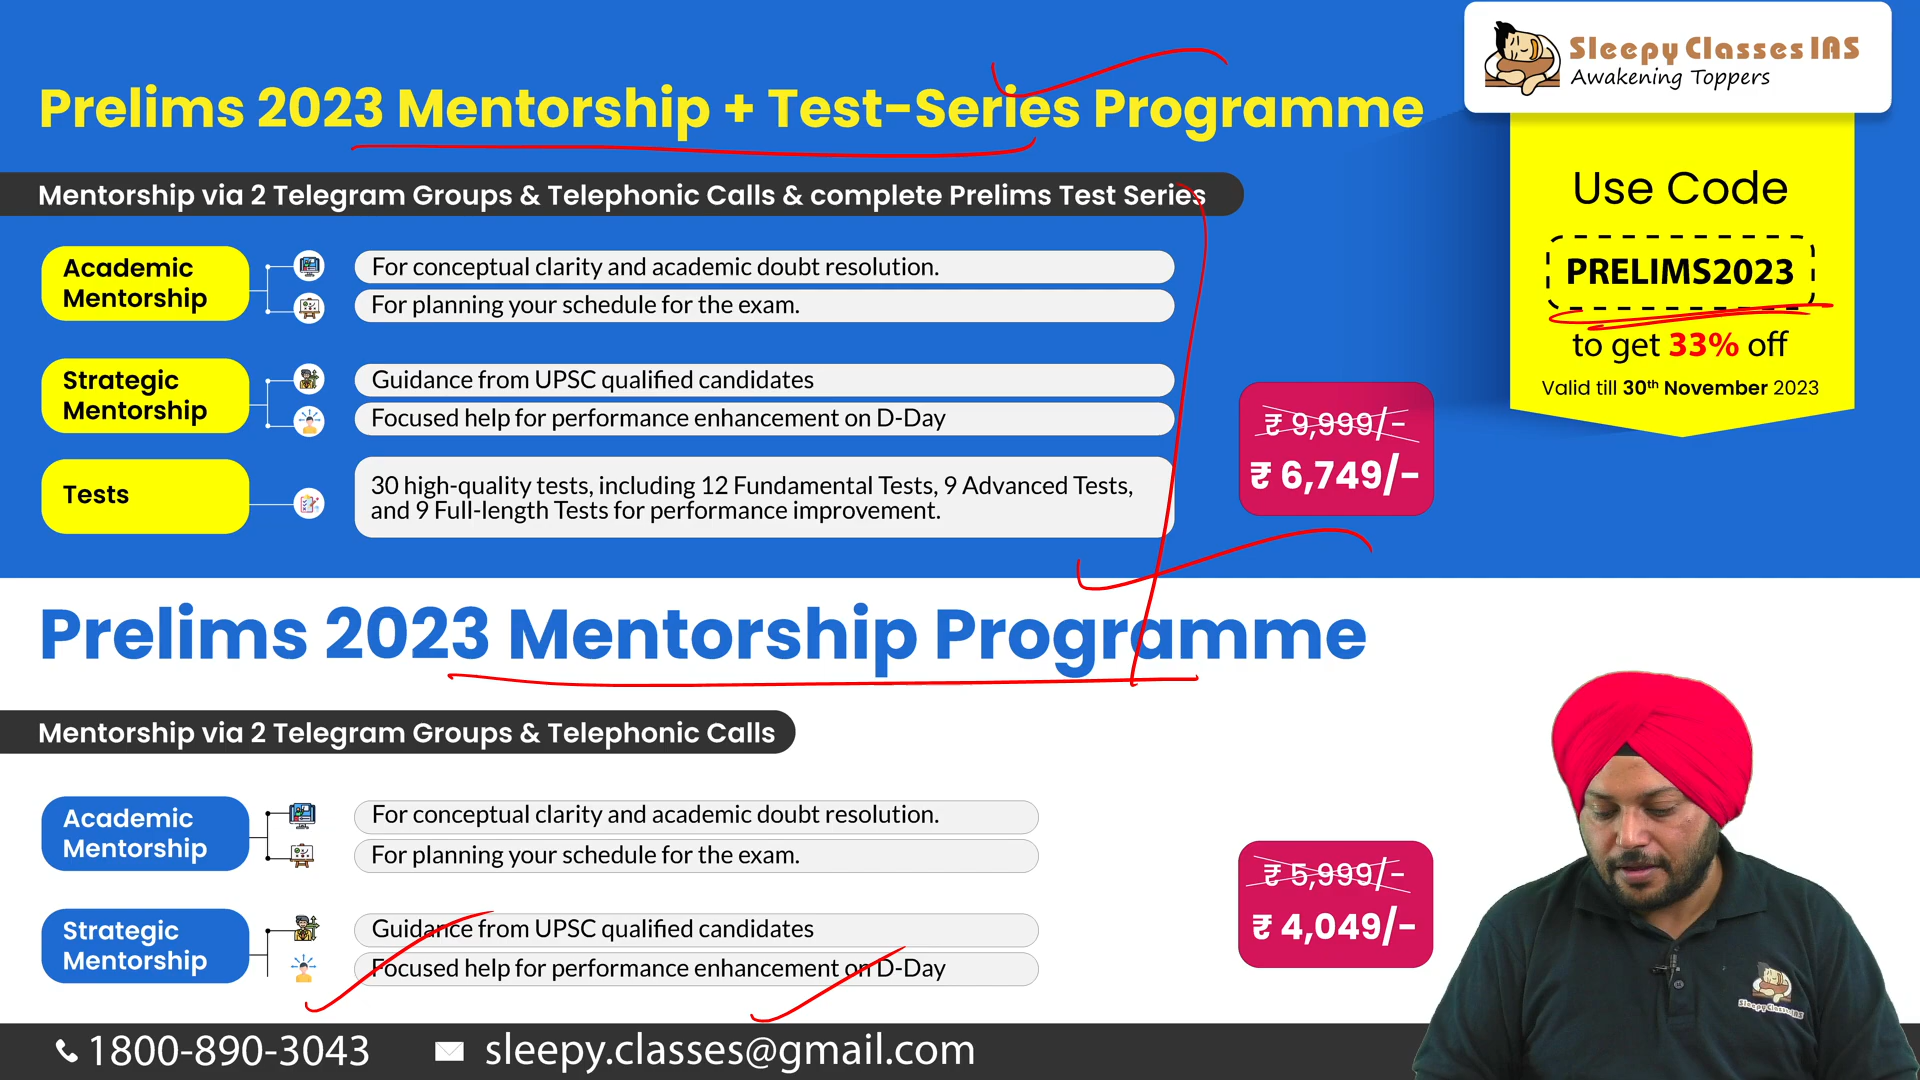 Prelims 2023 Mentorship + Test-Series Programme
Mentorship via 2 Telegram Groups & Telephonic Calls & complete Prelims Test Series
Academic
Mentorship
For conceptual clarity and academic doubt resolution.
For planning your schedule for the exam.
Strategic
Mentorship
Guidance from UPSC qualified candidates
Focused help for performance enhancement on D-Day
Tests
30 high-quality tests, including 12 Fundamental Tests, 9 Advanced Tests,
and 9 Full-length Tests for performance improvement.
₹ 9,999/-
₹ 6,749/-
Sleepy Classes IAS
Awakening Toppers
Use Code
PRELIMS2023
to get 33% off
Valid till 30th November 2023
Prelims 2023 Mentorship Programme
Mentorship via 2 Telegram Groups & Telephonic Calls
Academic
Mentorship
For conceptual clarity and academic doubt resolution.
For planning your schedule for the exam.
Strategic
Mentorship
Guidance from UPSC qualified candidates
Focused help for performance enhancement on D-Day
₹ 5,999/-
₹ 4,049/-
Sleepy Classes IAS
1800-890-3043
sleepy.classes@gmail.com